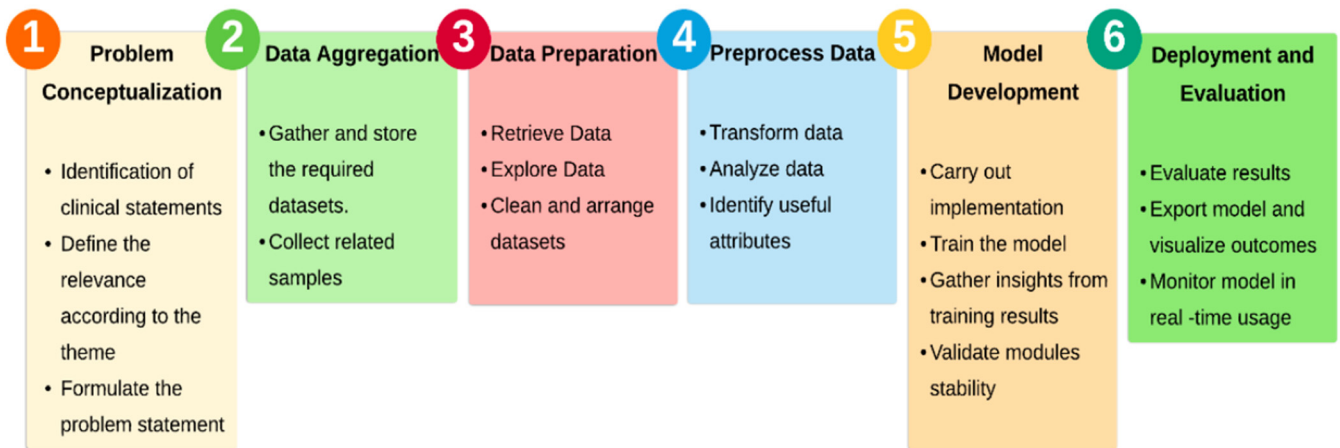 1
Problem
Conceptualization
• Identification of
clinical statements
• Define the
relevance
according to the
theme
• Formulate the
problem statement
2
Data Aggregation
• Gather and store
the required
datasets.
• Collect related
samples
3
Data Preparation
• Retrieve Data
• Explore Data
• Clean and arrange
datasets
4
Preprocess Data
• Transform data
• Analyze data
• Identify useful
attributes
5
Model
Development
• Carry out
implementation
• Train the model
• Gather insights from
training results
• Validate modules
stability
6
Deployment and
Evaluation
• Evaluate results
• Export model and
visualize outcomes
• Monitor model in
real -time usage